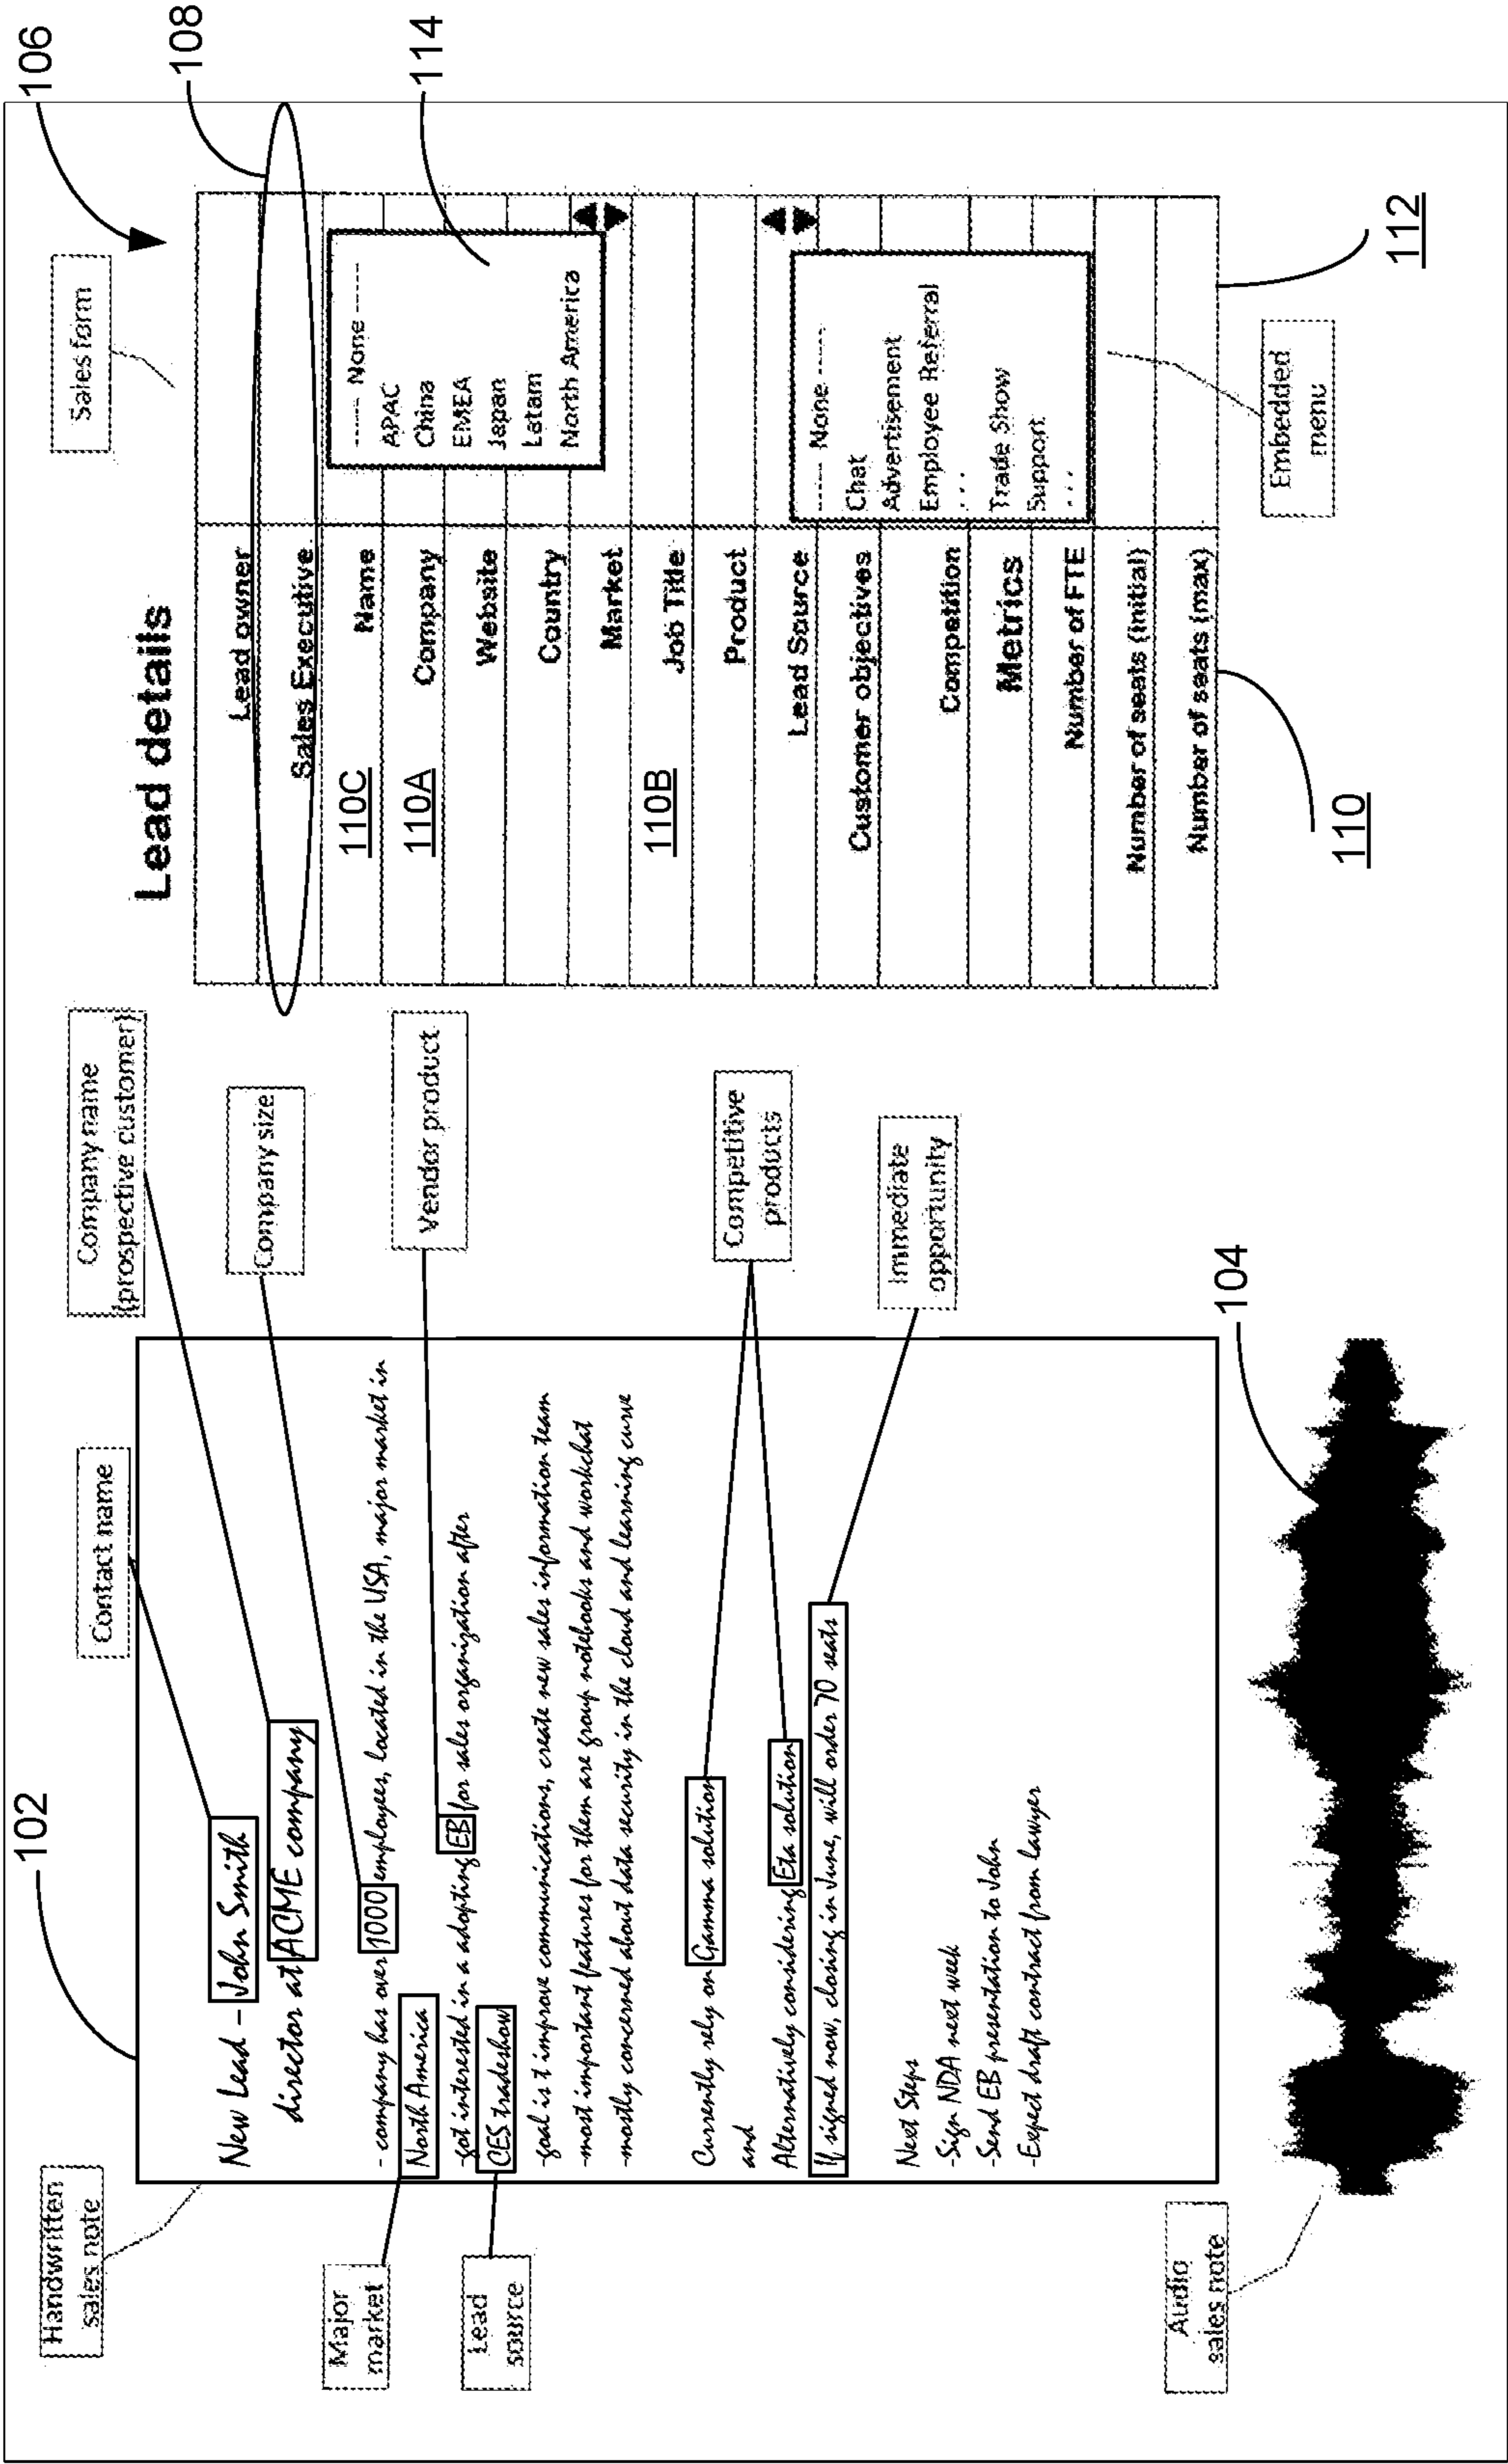 102
Handwritten
sales note
Contact name
Company name
(prospective customer)
Company size
Vendor product
Major
market
Lead
source
Competitive
products
Immediate
opportunity
New Lead - John Smith
director at ACME company
- company has over 1000 employees, located in the USA, major market in
North America
-got interested in a adopting EB for sales organization after
CES tradeshow
-goal is t improve communications, create new sales information team
-most important features for them are group notebooks and workchat
-mostly concerned about data security in the cloud and learning curve
Currently rely on Gamma solution
and
Alternatively considering Eta solution
If signed now, closing in June, will order 70 seats
Next Steps
-Sign NDA next week
-Send EB presentation to John
-Expect draft contract from lawyer
Audio
sales note
104
Lead details
Sales form
106
108
Lead owner
Sales Executive
110C Name
110A Company
Website
Country
Market
110B Job Title
Product
Lead Source
Customer objectives
Competition
Metrics
Number of FTE
Number of seats (initial)
Number of seats (max)
114
------ None ------
APAC
China
EMEA
Japan
Latam
North America
------ None ------
Chat
Advertisement
Employee Referral
. . .
Trade Show
Support
. . .
Embedded
menu
110
112